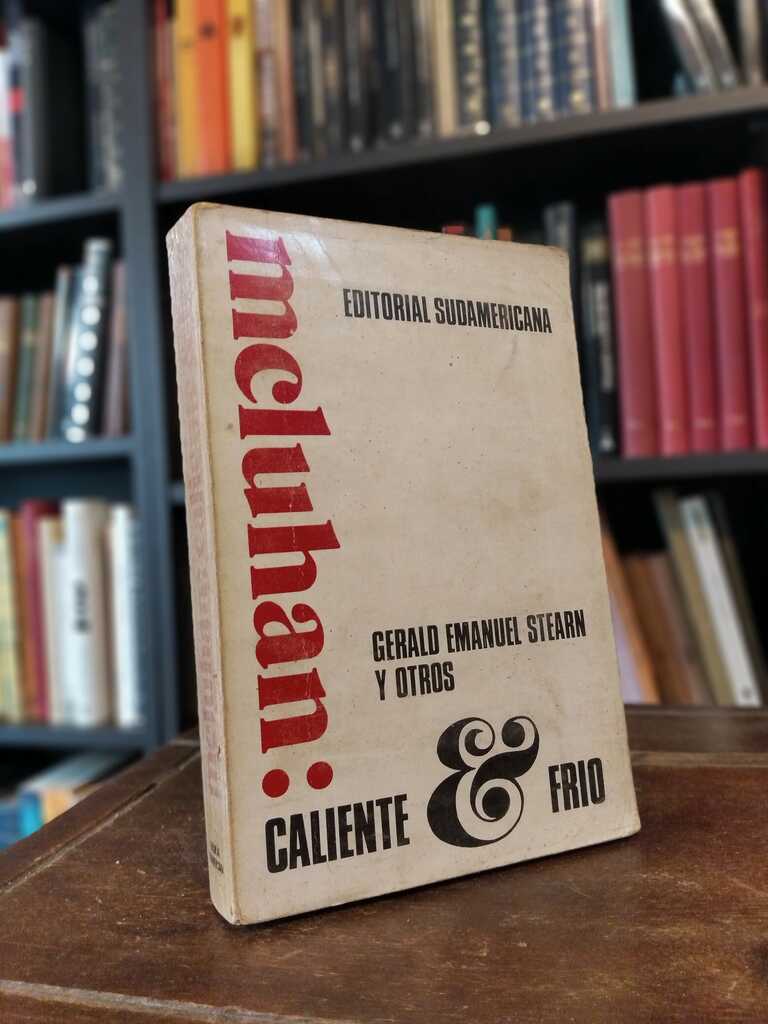 mcluhan:
EDITORIAL SUDAMERICANA
GERALD EMANUEL STEARN
Y OTROS
CALIENTE & FRIO